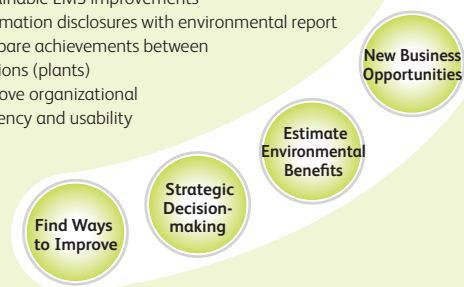 mation disclosures with environmental report
pare achievements between
ions (plants)
ove organizational
ency and usability
New Business
Opportunities
Estimate
Environmental
Benefits
Strategic
Decision-
making
Find Ways
to Improve